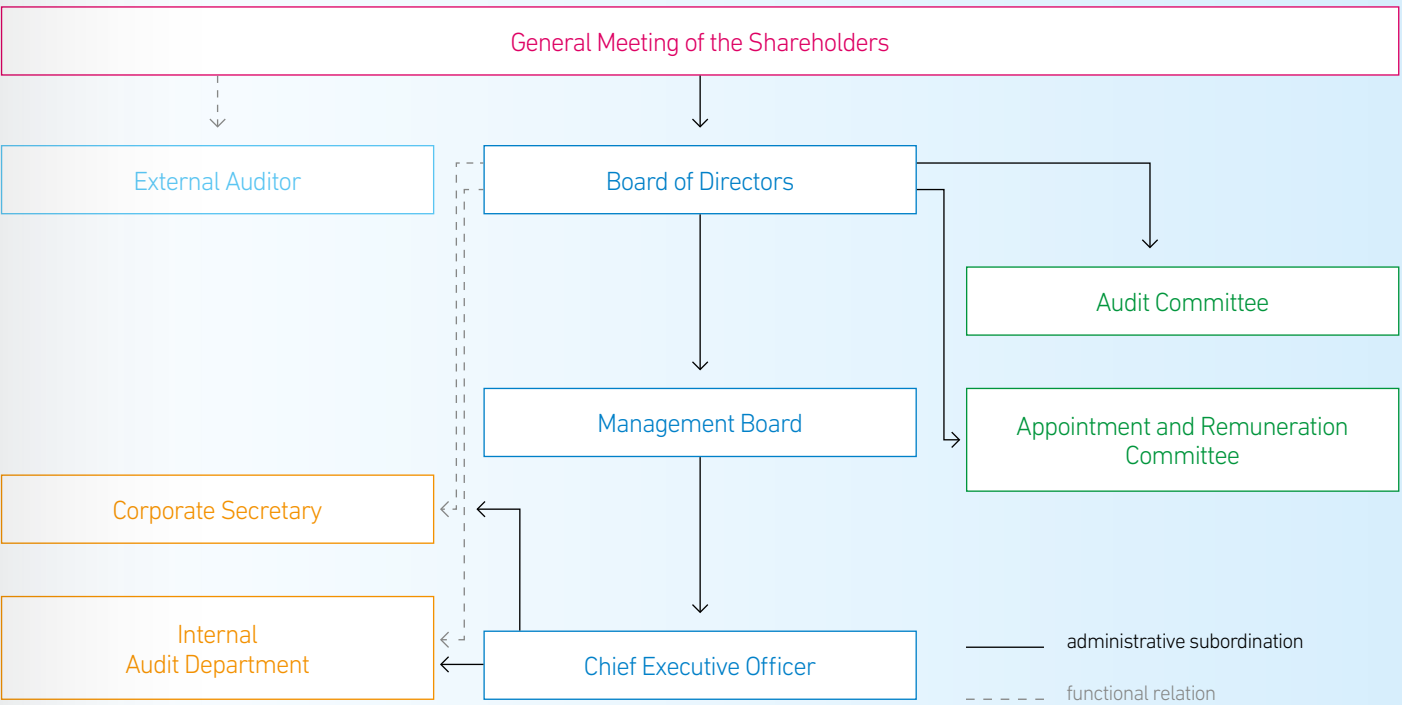 General Meeting of the Shareholders
External Auditor
Board of Directors
Audit Committee
Management Board
Appointment and Remuneration
Committee
Corporate Secretary
Internal
Audit Department
Chief Executive Officer
administrative subordination
functional relation